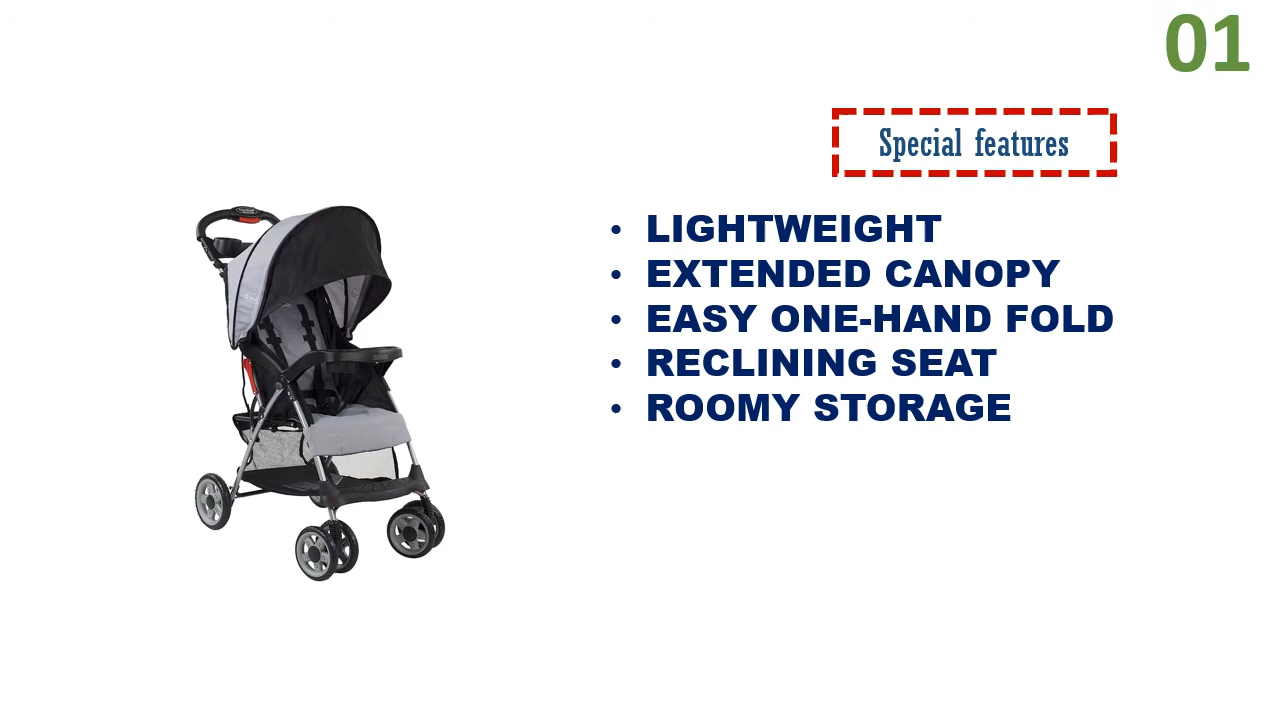 01
Special features
• LIGHTWEIGHT
• EXTENDED CANOPY
• EASY ONE-HAND FOLD
• RECLINING SEAT
• ROOMY STORAGE